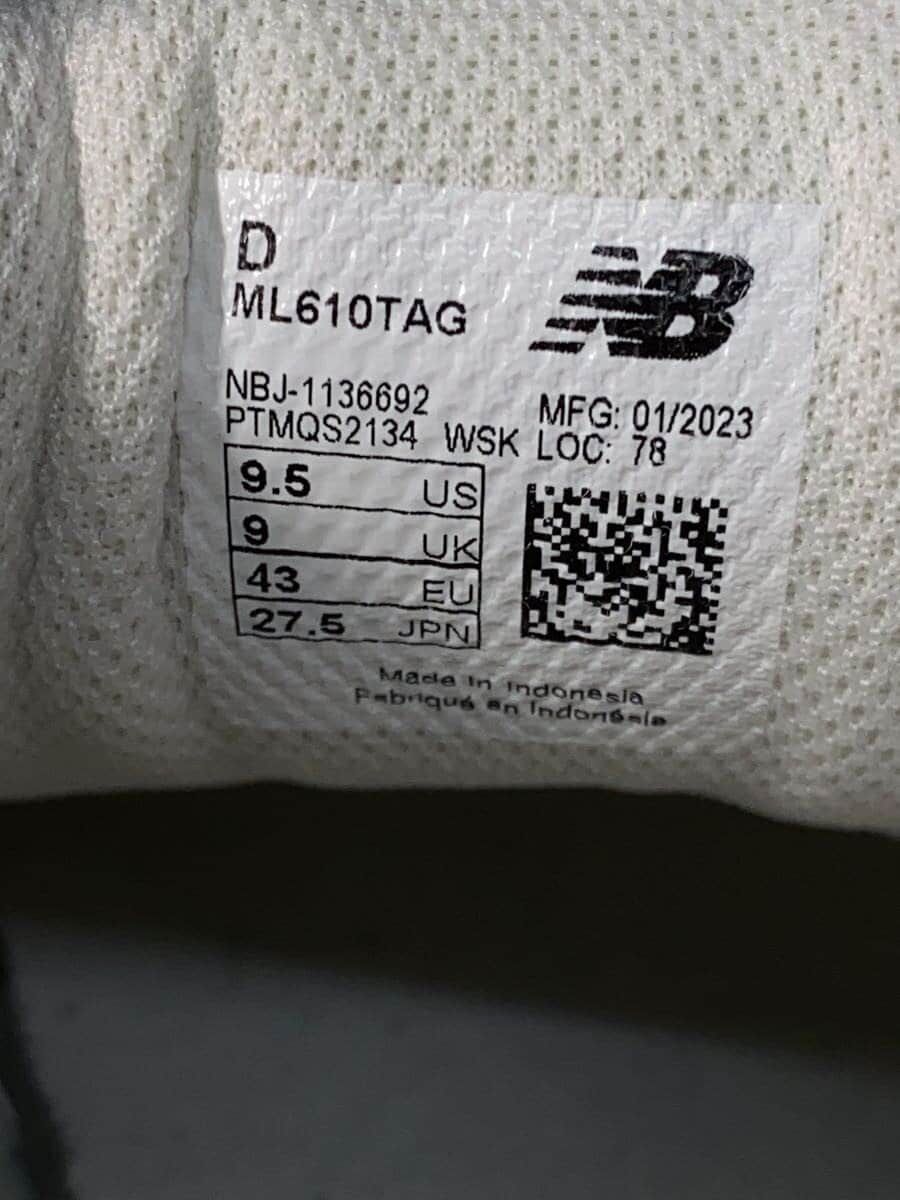 D
NB
ML610TAG
NBJ-1136692
MFG: 01/2023
PTMQS2134 WSK LOC: 78
9.5 US
9 UK
43 EU
27.5 JPN
Made in Indonesia
Fabriqué en Indonésie